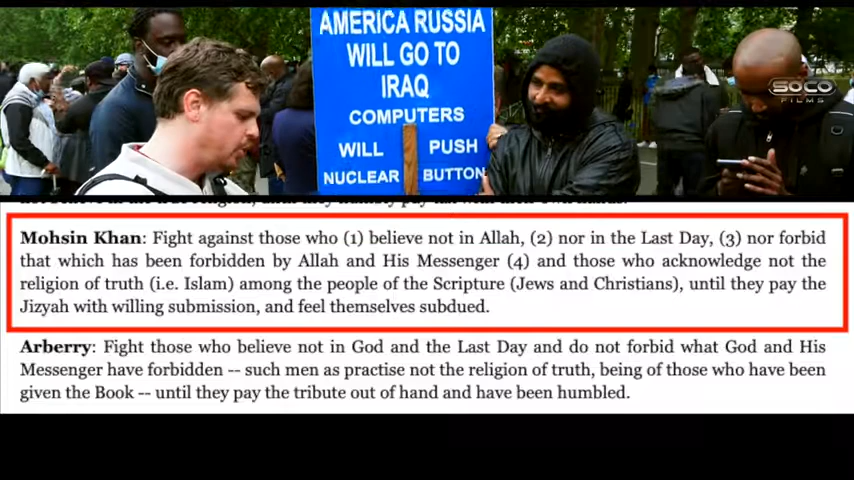 AMERICA RUSSIA
WILL GO TO
IRAQ
COMPUTERS
WILL PUSH
NUCLEAR BUTTON
SOCO
FILMS
Mohsin Khan: Fight against those who (1) believe not in Allah, (2) nor in the Last Day, (3) nor forbid
that which has been forbidden by Allah and His Messenger (4) and those who acknowledge not the
religion of truth (i.e. Islam) among the people of the Scripture (Jews and Christians), until they pay the
Jizyah with willing submission, and feel themselves subdued.
Arberry: Fight those who believe not in God and the Last Day and do not forbid what God and His
Messenger have forbidden -- such men as practise not the religion of truth, being of those who have been
given the Book -- until they pay the tribute out of hand and have been humbled.